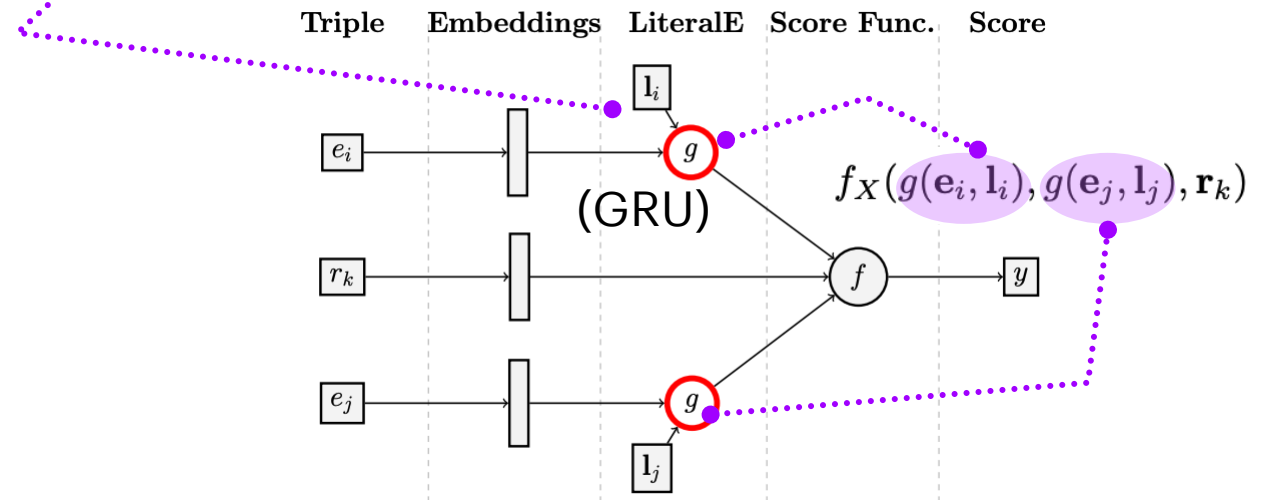 Triple Embeddings LiteralE Score Func. Score
l_i
e_i g
f_X(g(e_i, l_i), g(e_j, l_j), r_k)
(GRU)
r_k f y
e_j g
l_j